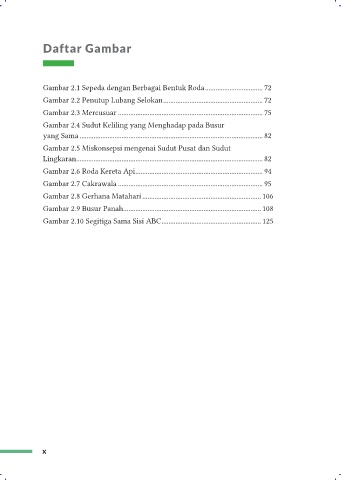 Daftar Gambar
Gambar 2.1 Sepeda dengan Berbagai Bentuk Roda................................ 72
Gambar 2.2 Penutup Lubang Selokan....................................................... 72
Gambar 2.3 Mercusuar ................................................................................ 75
Gambar 2.4 Sudut Keliling yang Menghadap pada Busur
yang Sama ...................................................................................................... 82
Gambar 2.5 Miskonsepsi mengenai Sudut Pusat dan Sudut
Lingkaran....................................................................................................... 82
Gambar 2.6 Roda Kereta Api...................................................................... 94
Gambar 2.7 Cakrawala ................................................................................ 95
Gambar 2.8 Gerhana Matahari .................................................................. 106
Gambar 2.9 Busur Panah............................................................................ 108
Gambar 2.10 Segitiga Sama Sisi ABC....................................................... 125
x